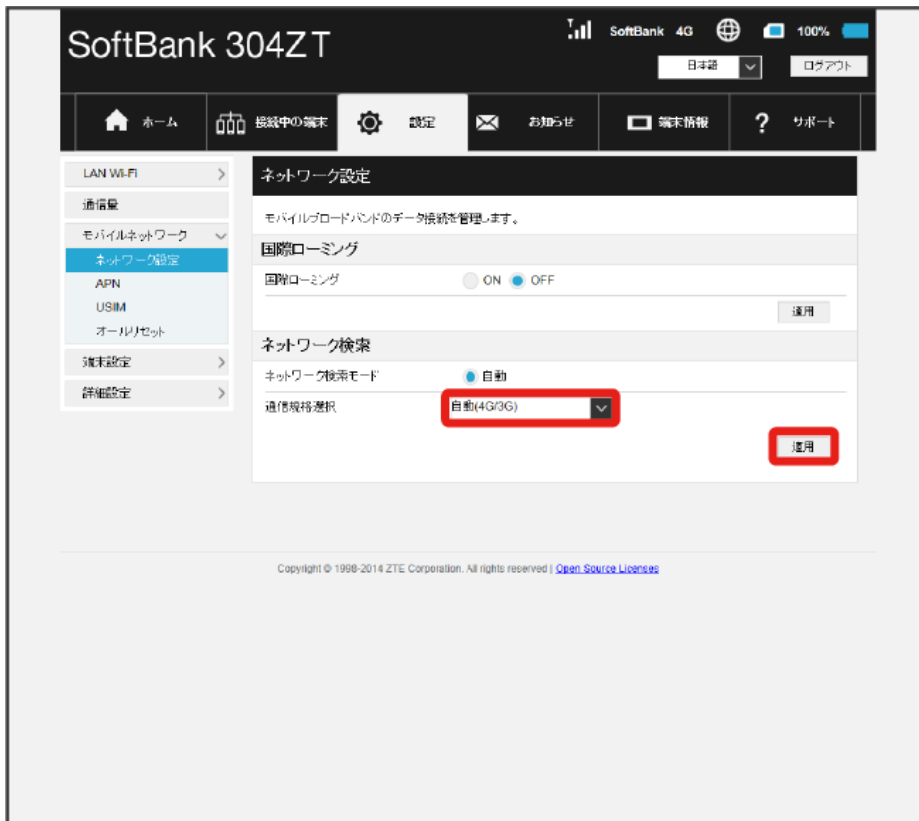 SoftBank 304ZT
SoftBank 4G 100%
日本語 ログアウト
ホーム 接続中の端末 設定 お知らせ 端末情報 ? サポート
LAN Wi-Fi
通信量
モバイルネットワーク
ネットワーク設定
APN
USIM
オールリセット
端末設定
詳細設定
ネットワーク設定
モバイルブロードバンドのデータ接続を管理します。
国際ローミング
国際ローミング ON OFF
適用
ネットワーク検索
ネットワーク検索モード 自動
通信規格選択 自動(4G/3G)
適用
Copyright © 1998-2014 ZTE Corporation. All rights reserved | Open Source Licenses